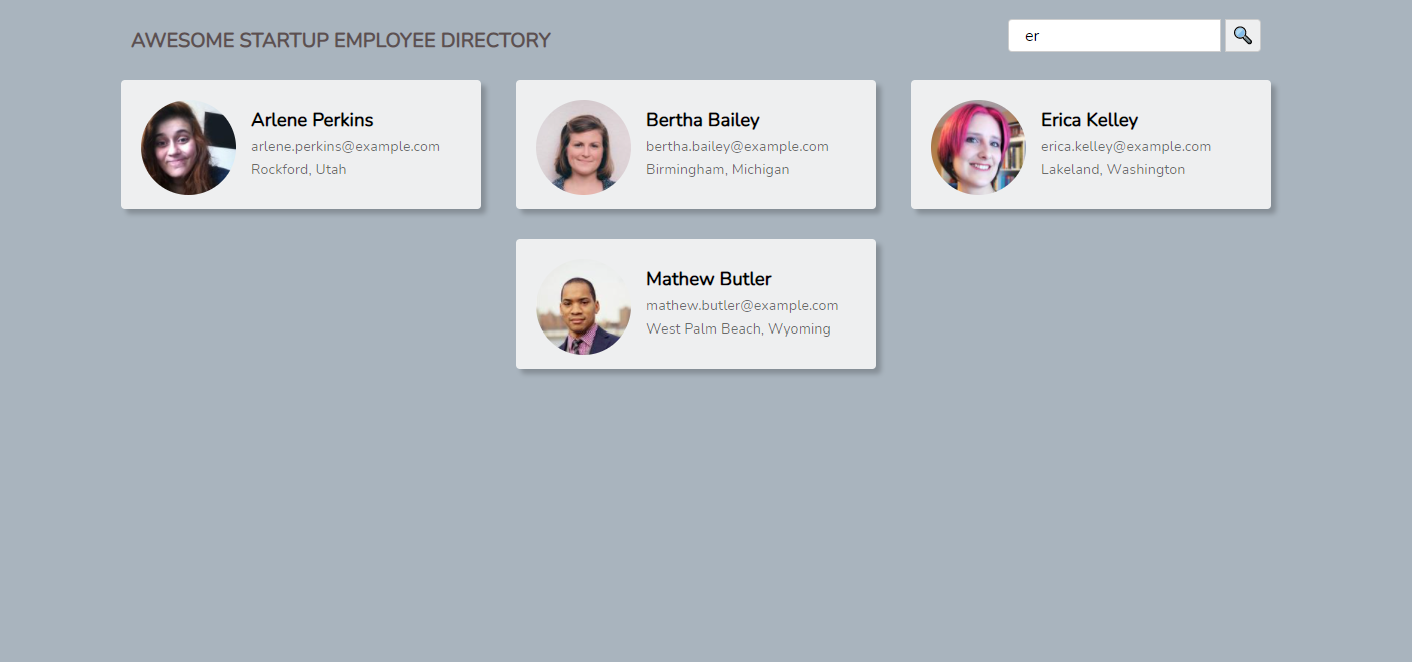 AWESOME STARTUP EMPLOYEE DIRECTORY
er
Arlene Perkins
arlene.perkins@example.com
Rockford, Utah
Bertha Bailey
bertha.bailey@example.com
Birmingham, Michigan
Erica Kelley
erica.kelley@example.com
Lakeland, Washington
Mathew Butler
mathew.butler@example.com
West Palm Beach, Wyoming